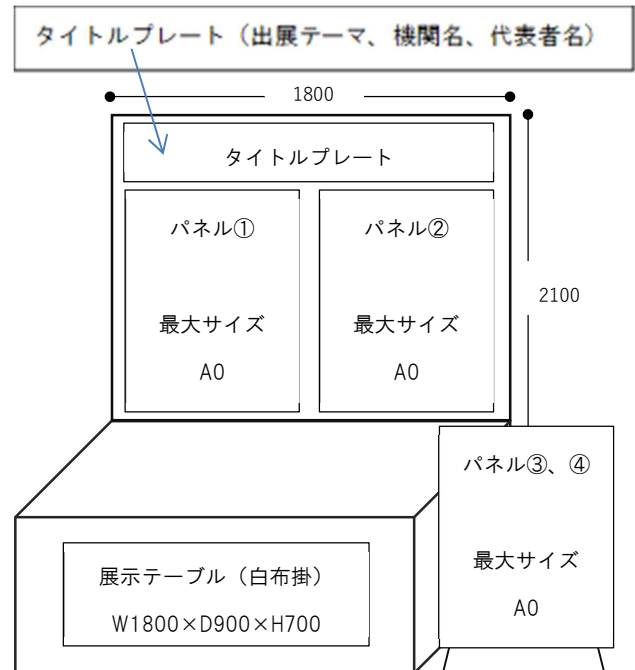 タイトルプレート（出展テーマ、機関名、代表者名）
1800
タイトルプレート
パネル①
最大サイズ
A0
パネル②
最大サイズ
A0
2100
パネル③、④
最大サイズ
A0
展示テーブル（白布掛）
W1800×D900×H700